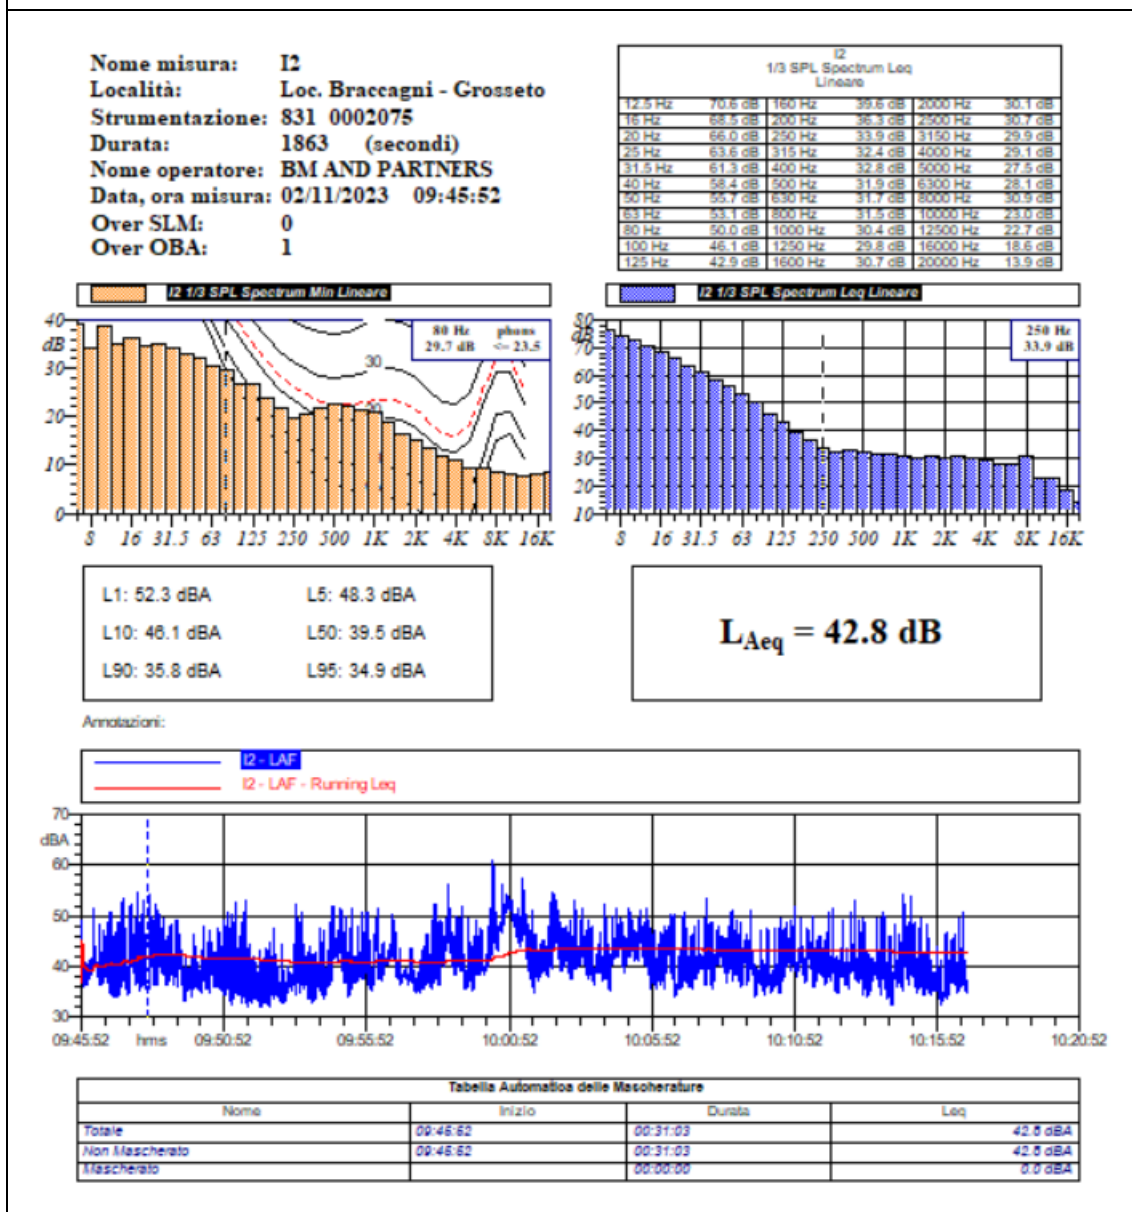 Nome misura: I2
Località: Loc. Braccagni - Grosseto
Strumentazione: 831 0002075
Durata: 1863 (secondi)
Nome operatore: BM AND PARTNERS
Data, ora misura: 02/11/2023 09:45:52
Over SLM: 0
Over OBA: 1
I2
1/3 SPL Spectrum Leq
Lineare
12.5 Hz 70.6 dB 160 Hz 39.6 dB 2000 Hz 30.1 dB
16 Hz 68.5 dB 200 Hz 36.3 dB 2500 Hz 30.7 dB
20 Hz 66.0 dB 250 Hz 33.9 dB 3150 Hz 29.9 dB
25 Hz 63.6 dB 315 Hz 32.4 dB 4000 Hz 29.1 dB
31.5 Hz 61.3 dB 400 Hz 32.8 dB 5000 Hz 27.5 dB
40 Hz 58.4 dB 500 Hz 31.9 dB 6300 Hz 28.1 dB
50 Hz 55.7 dB 630 Hz 31.7 dB 8000 Hz 30.9 dB
63 Hz 53.1 dB 800 Hz 31.5 dB 10000 Hz 23.0 dB
80 Hz 50.0 dB 1000 Hz 30.4 dB 12500 Hz 22.7 dB
100 Hz 46.1 dB 1250 Hz 29.8 dB 16000 Hz 18.6 dB
125 Hz 42.9 dB 1600 Hz 30.7 dB 20000 Hz 13.9 dB
I2 1/3 SPL Spectrum Min Lineare
40
dB
30
20
10
0
80 Hz phons
29.7 dB <= 23.5
30
8 16 31.5 63 125 250 500 1K 2K 4K 8K 16K
I2 1/3 SPL Spectrum Leq Lineare
80
dB
70
60
50
40
30
20
10
250 Hz
33.9 dB
8 16 31.5 63 125 250 500 1K 2K 4K 8K 16K
L1: 52.3 dBA L5: 48.3 dBA
L10: 46.1 dBA L50: 39.5 dBA
L90: 35.8 dBA L95: 34.9 dBA
LAeq = 42.8 dB
Annotazioni:
I2 - LAF
I2 - LAF - Running Leq
70
dBA
60
50
40
30
09:45:52 hms 09:50:52 09:55:52 10:00:52 10:05:52 10:10:52 10:15:52 10:20:52
Tabella Automatica delle Mascherature
Nome Inizio Durata Leq
Totale 09:45:52 00:31:03 42.8 dBA
Non Mascherato 09:45:52 00:31:03 42.8 dBA
Mascherato 00:00:00 0.0 dBA